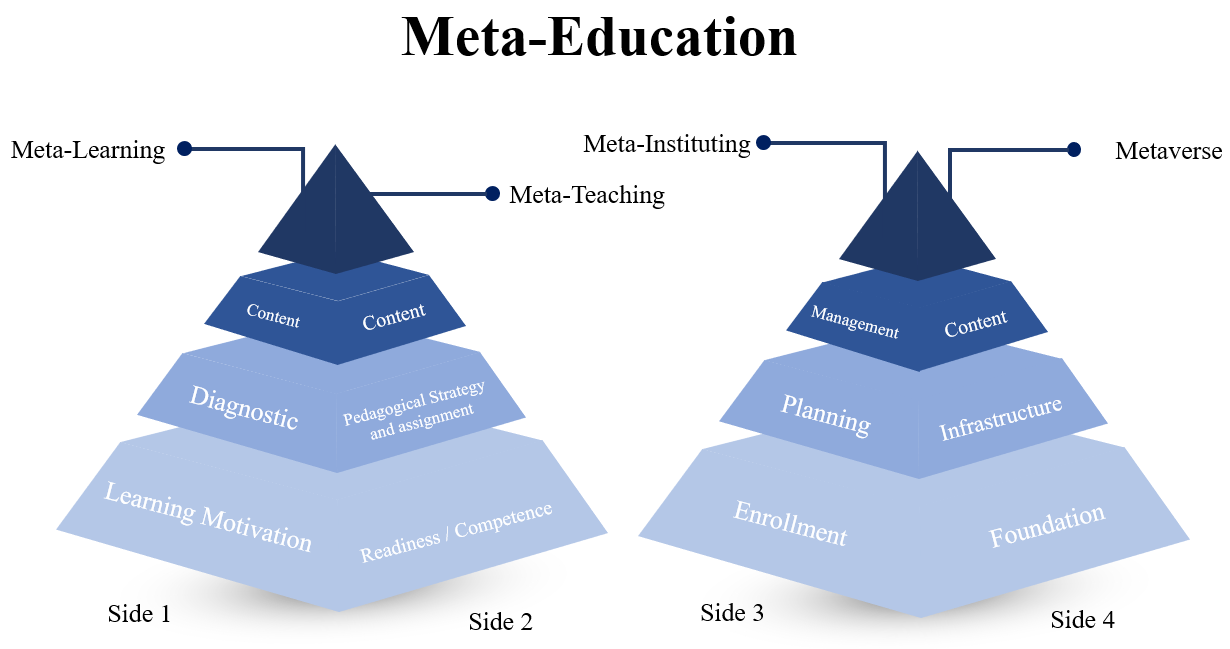 Meta-Education
Meta-Learning
Meta-Teaching
Meta-Instituting
Metaverse
Content
Content
Management
Content
Diagnostic
Pedagogical Strategy
and assignment
Planning
Infrastructure
Learning Motivation
Readiness / Competence
Enrollment
Foundation
Side 1
Side 2
Side 3
Side 4